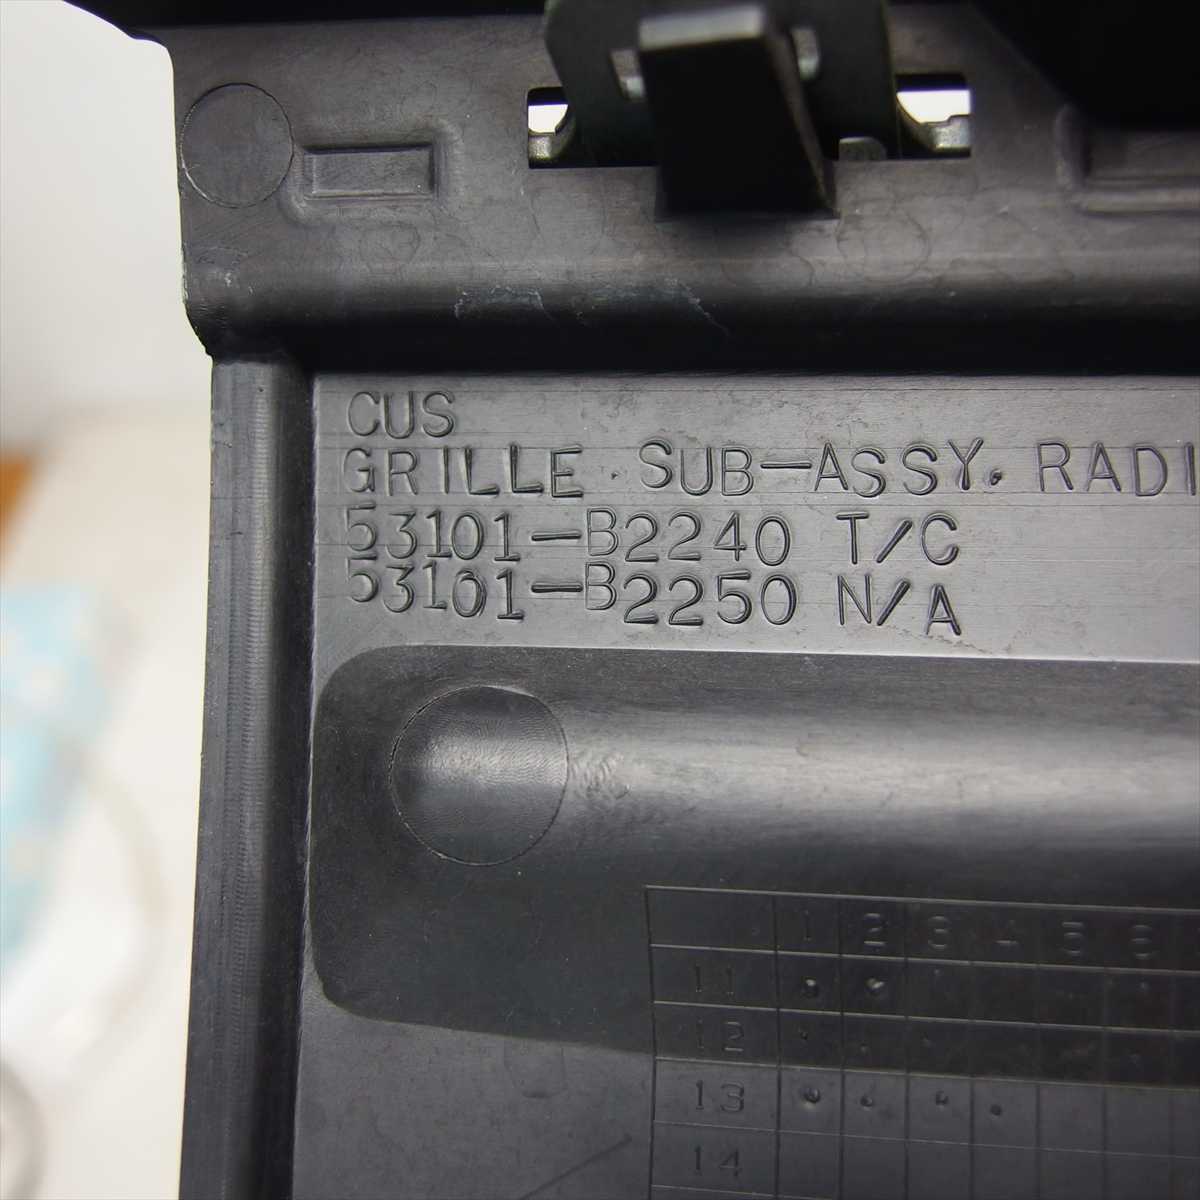 CUS
GRILLE SUB-ASSY. RADI
53101-B2240 T/C
53101-B2250 N/A
1 2 3 4 5 6
11
12
13
14